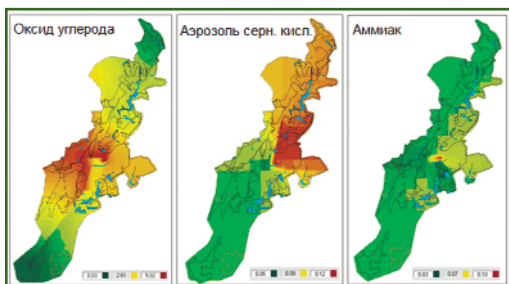 Оксид углерода
Аэрозоль серн. кисл.
Аммиак
0.03 2.61 5.02
0.05 0.09 0.12
0.03 0.07 0.10